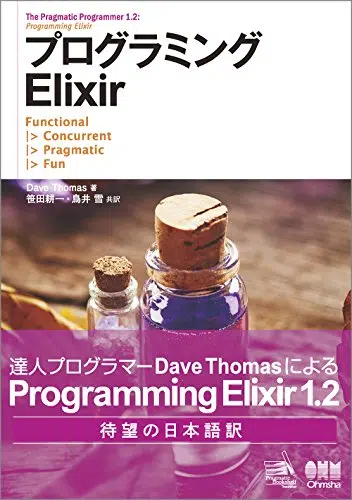 The Pragmatic Programmer 1.2:
Programming Elixir
プログラミング
Elixir
Functional
|> Concurrent
|> Pragmatic
|> Fun
Dave Thomas 著
笹田耕一・鳥井 雪 共訳
達人プログラマーDave Thomasによる
Programming Elixir 1.2
待望の日本語訳
Pragmatic
Bookshelf
OHM
Ohmsha